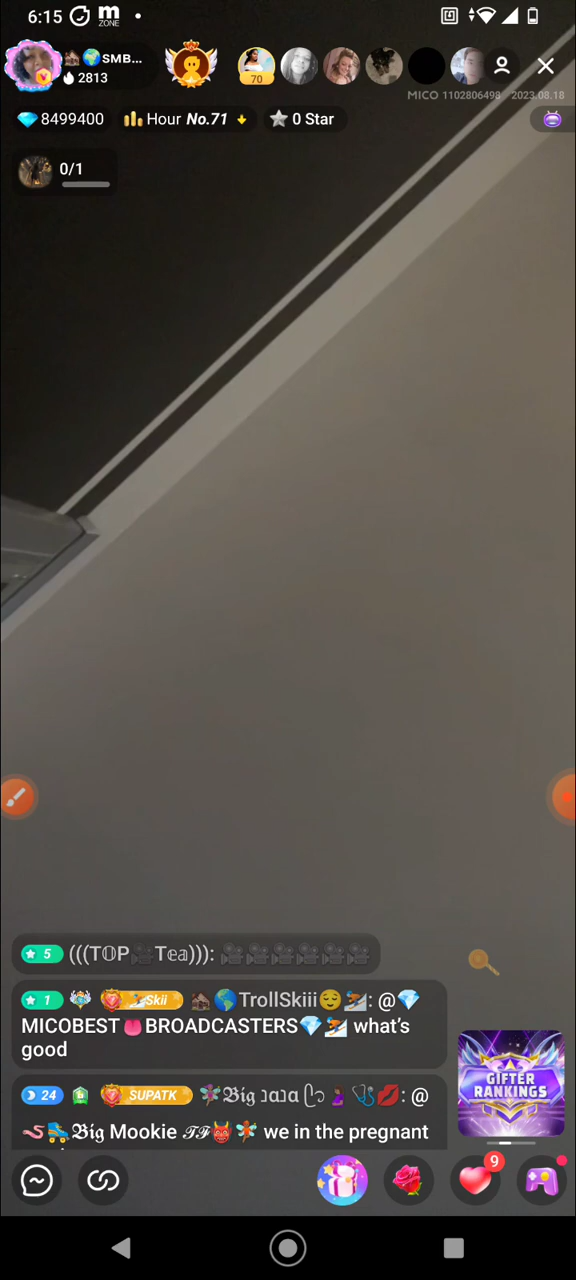 6:15 m ZONE
🏚️🌍SMB...
🔥 2813
70
MICO 1102806498 2023.08.18
8499400 Hour No.71 0 Star
0/1
5 (((T𝕆P🎥T𝕖𝕒))): 🎥🎥🎥🎥🎥🎥
1 Skii 🏚️🌎TrollSkiii😌⛷️: @💎
MICOBEST👅BROADCASTERS💎⛷️ what's
good
24 SUPATK 🧚𝔅𝔦𝔤 🤰🩺💋: @
🪱🛼𝔅𝔦𝔤 Mookie 𝒯𝓕👹🧚 we in the pregnant
GIFTER
RANKINGS
9